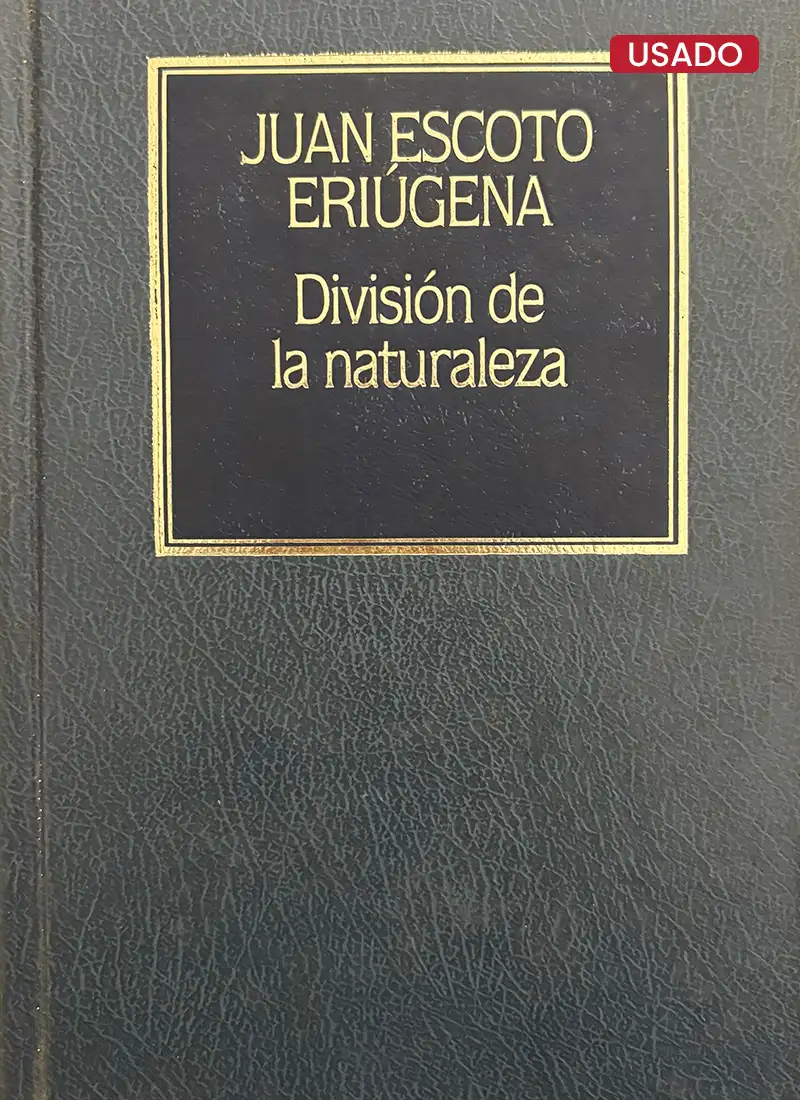 USADO
JUAN ESCOTO
ERIÚGENA
División de
la naturaleza